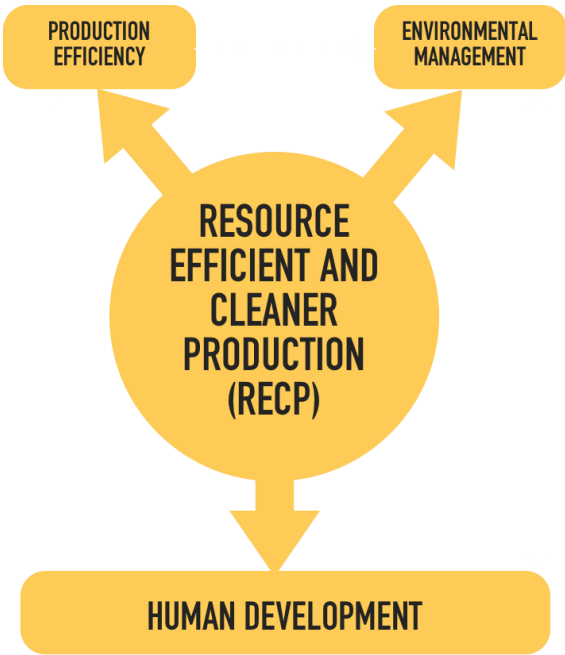 PRODUCTION
EFFICIENCY
ENVIRONMENTAL
MANAGEMENT
RESOURCE
EFFICIENT AND
CLEANER
PRODUCTION
(RECP)
HUMAN DEVELOPMENT